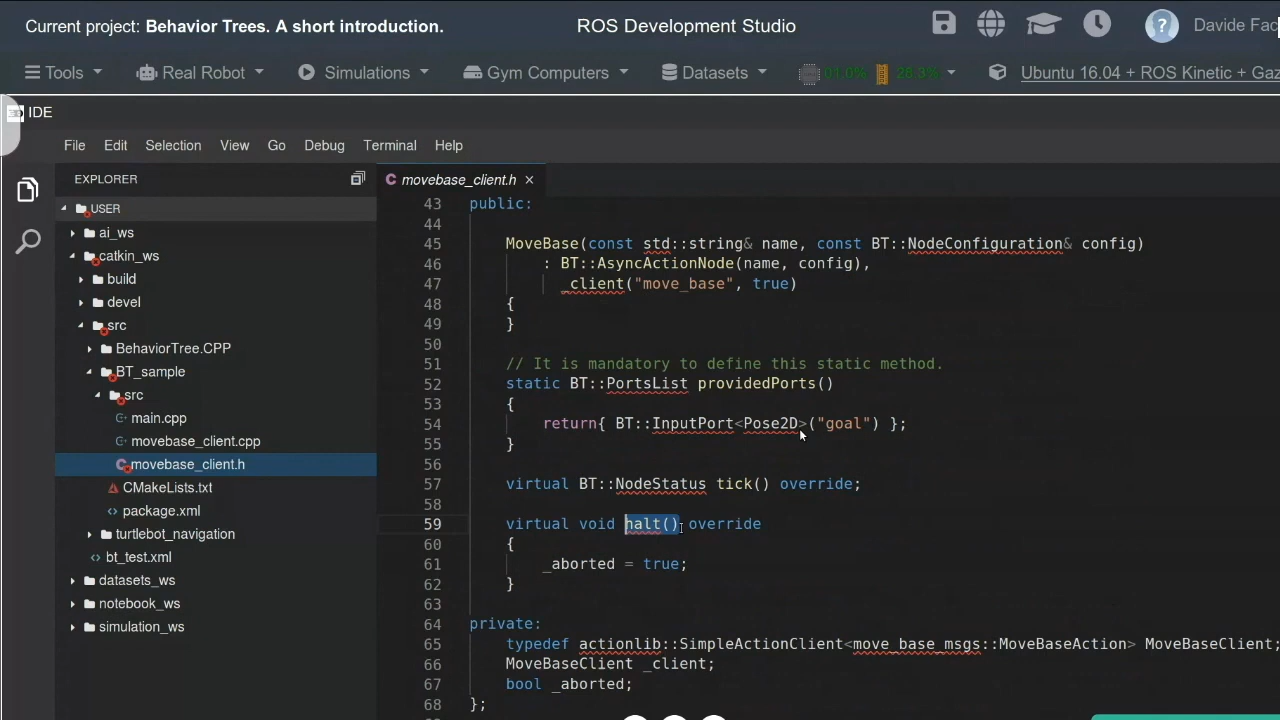 Current project: Behavior Trees. A short introduction.
ROS Development Studio
? Davide Fac
Tools Real Robot Simulations Gym Computers Datasets 01.0% 26.3% Ubuntu 16.04 + ROS Kinetic + Gaz
IDE
File Edit Selection View Go Debug Terminal Help
EXPLORER
USER
ai_ws
catkin_ws
build
devel
src
BehaviorTree.CPP
BT_sample
src
main.cpp
movebase_client.cpp
movebase_client.h
CMakeLists.txt
package.xml
turtlebot_navigation
bt_test.xml
datasets_ws
notebook_ws
simulation_ws
movebase_client.h ×
43 public:
44
45 MoveBase(const std::string& name, const BT::NodeConfiguration& config)
46 : BT::AsyncActionNode(name, config),
47 _client("move_base", true)
48 {
49 }
50
51 // It is mandatory to define this static method.
52 static BT::PortsList providedPorts()
53 {
54 return{ BT::InputPort<Pose2D>("goal") };
55 }
56
57 virtual BT::NodeStatus tick() override;
58
59 virtual void halt() override
60 {
61 _aborted = true;
62 }
63
64 private:
65 typedef actionlib::SimpleActionClient<move_base_msgs::MoveBaseAction> MoveBaseClient;
66 MoveBaseClient _client;
67 bool _aborted;
68 };